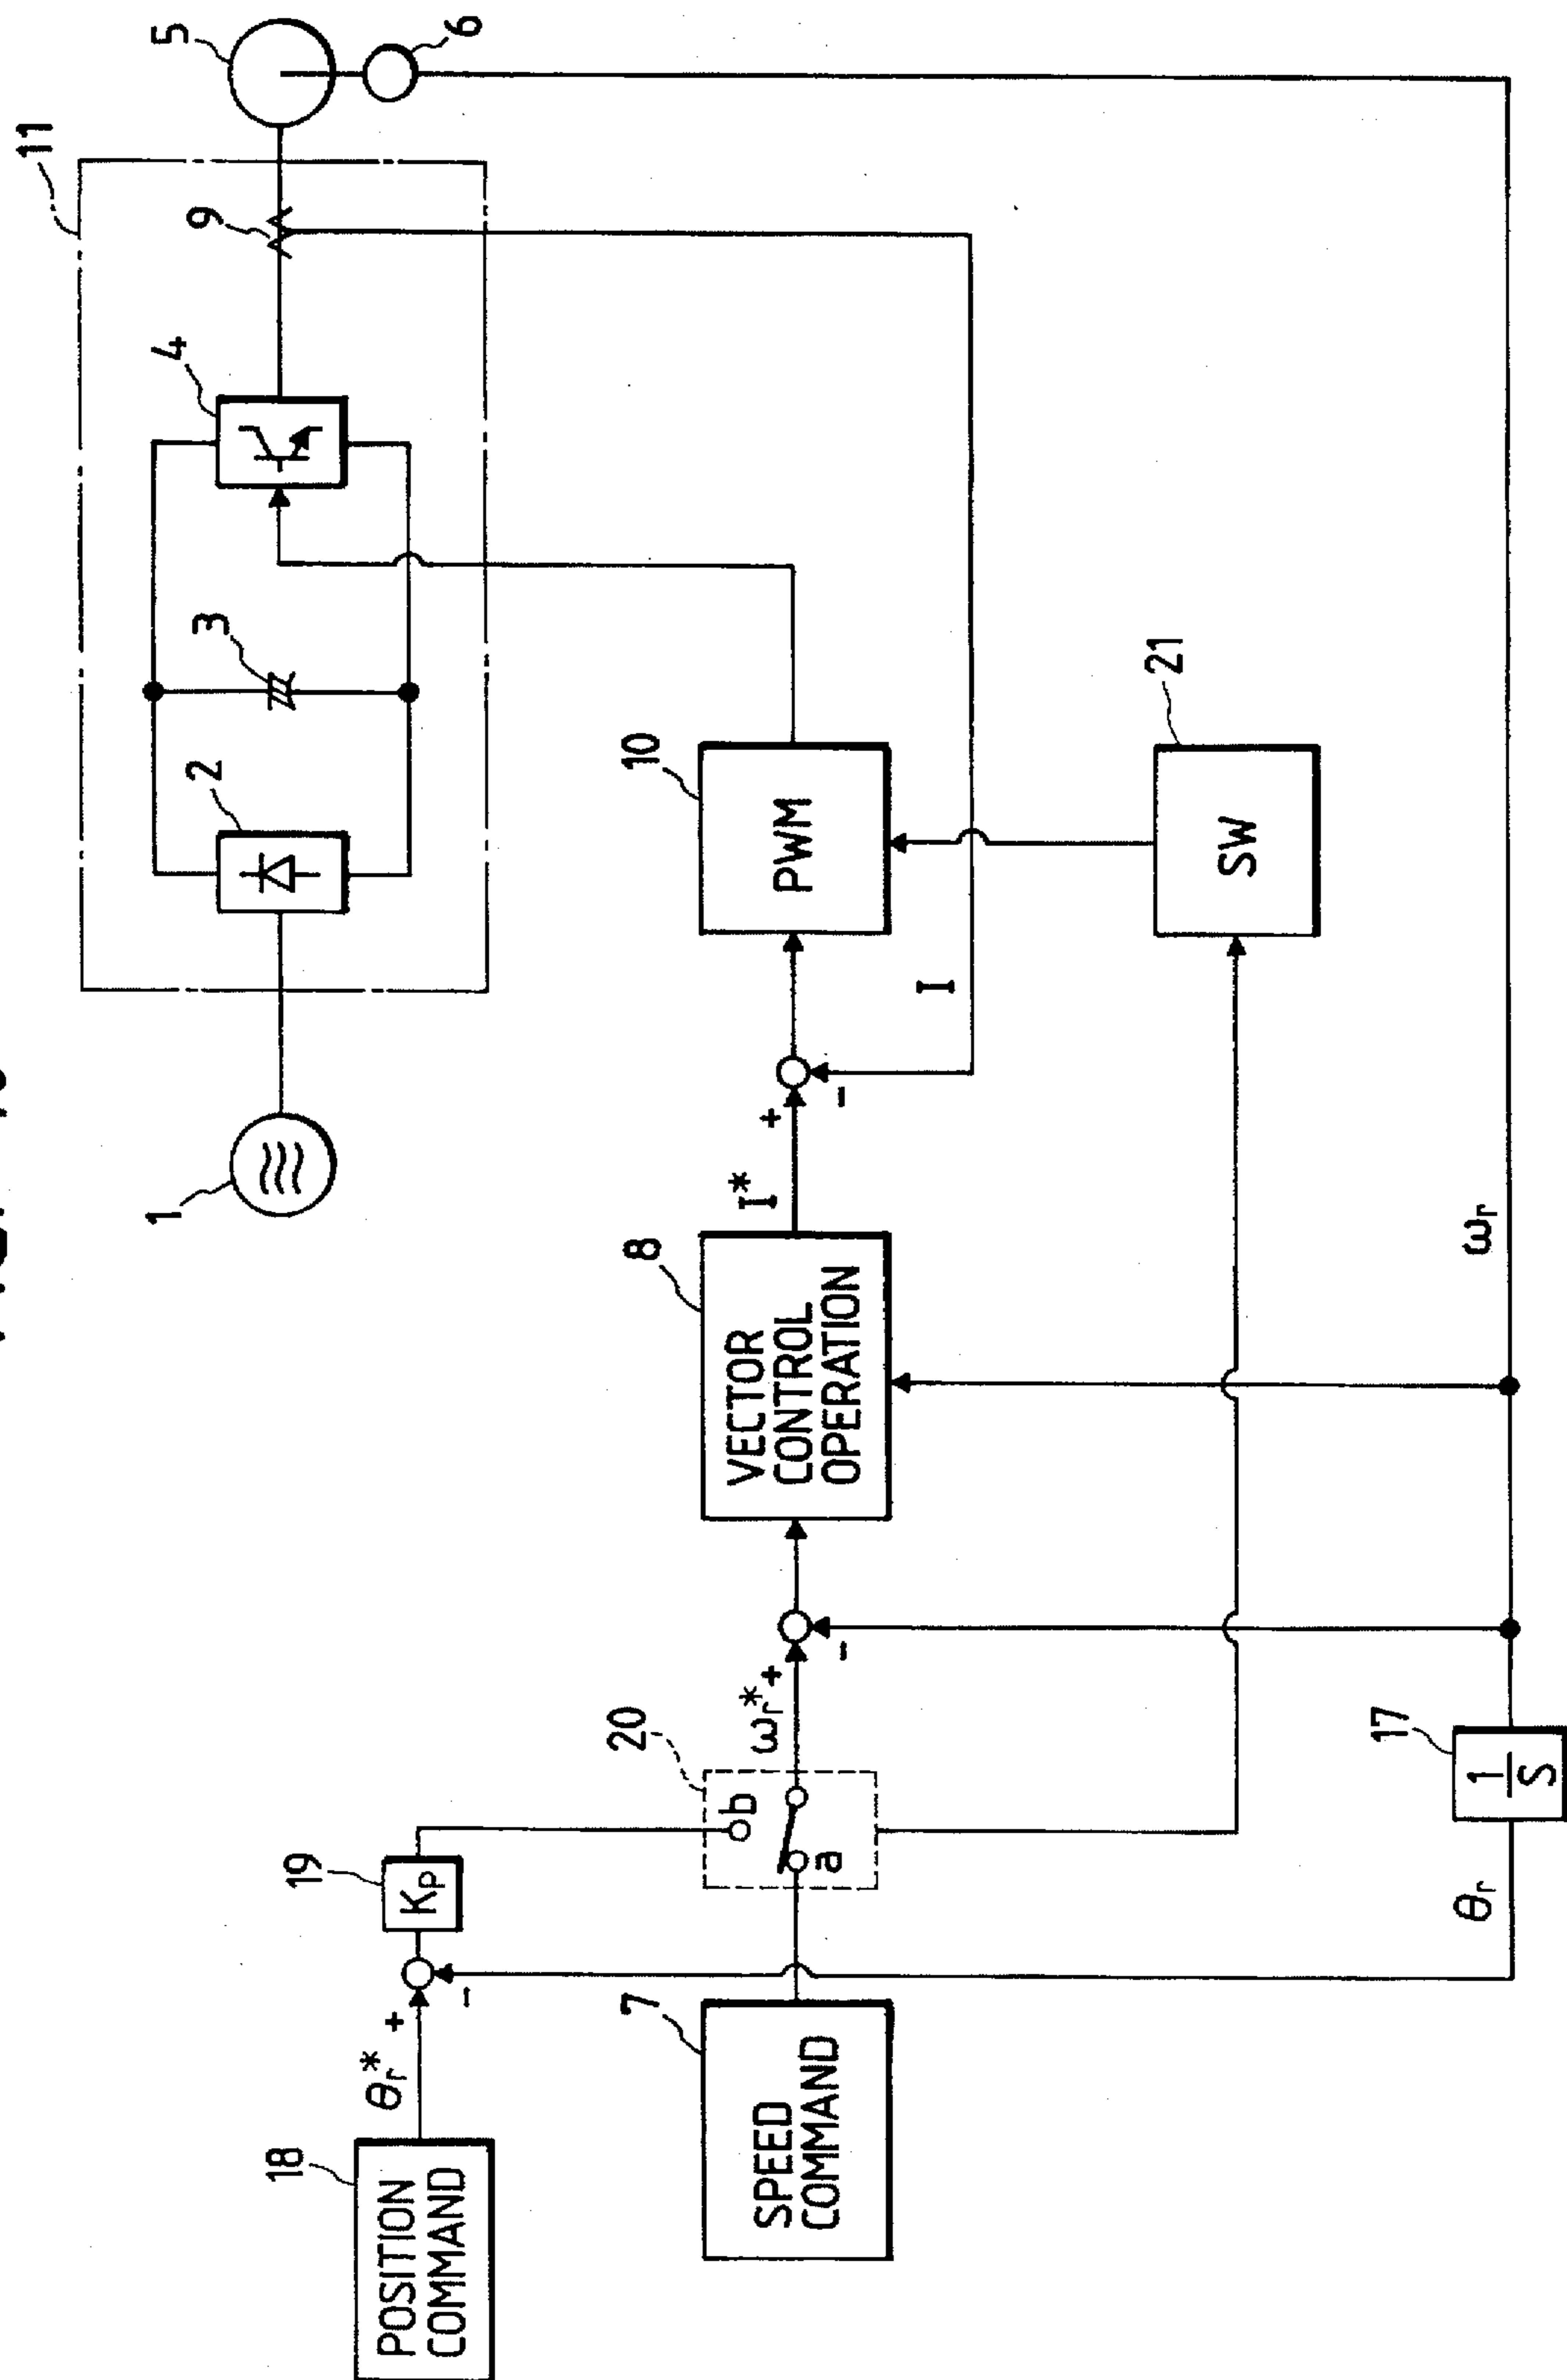 11
5
6
9
4
3
2
1
10
PWM
21
SW
I
+
-
I*
8
VECTOR
CONTROL
OPERATION
ωr
ωr*
+
-
20
b
a
19
Kp
17
1
S
θr
θr*
+
-
18
POSITION
COMMAND
7
SPEED
COMMAND